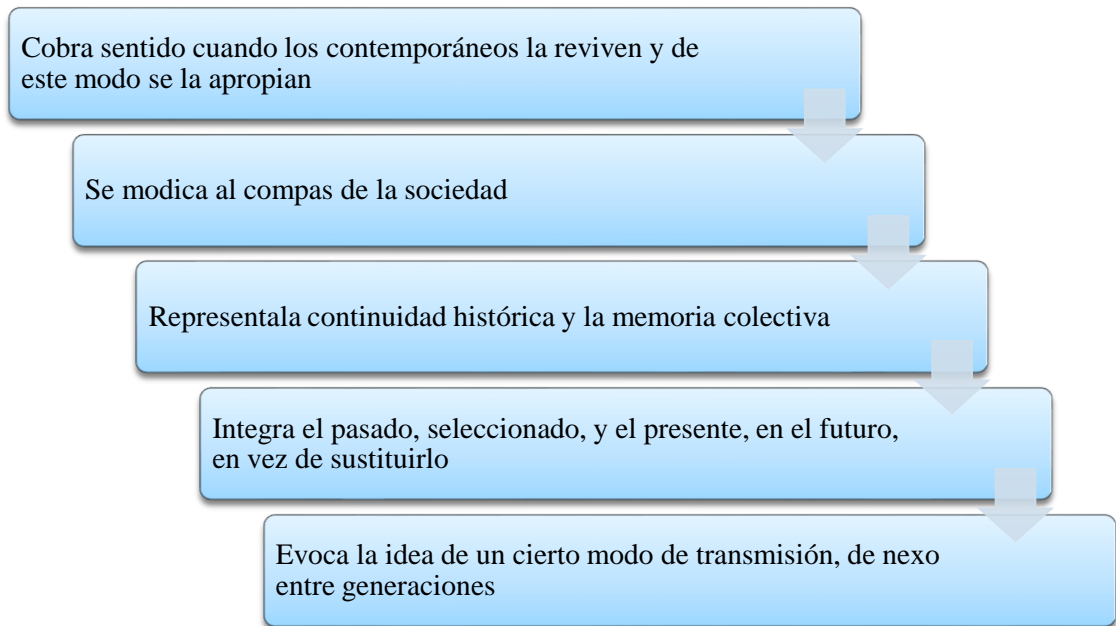 Cobra sentido cuando los contemporáneos la reviven y de
este modo se la apropian
Se modica al compas de la sociedad
Representala continuidad histórica y la memoria colectiva
Integra el pasado, seleccionado, y el presente, en el futuro,
en vez de sustituirlo
Evoca la idea de un cierto modo de transmisión, de nexo
entre generaciones